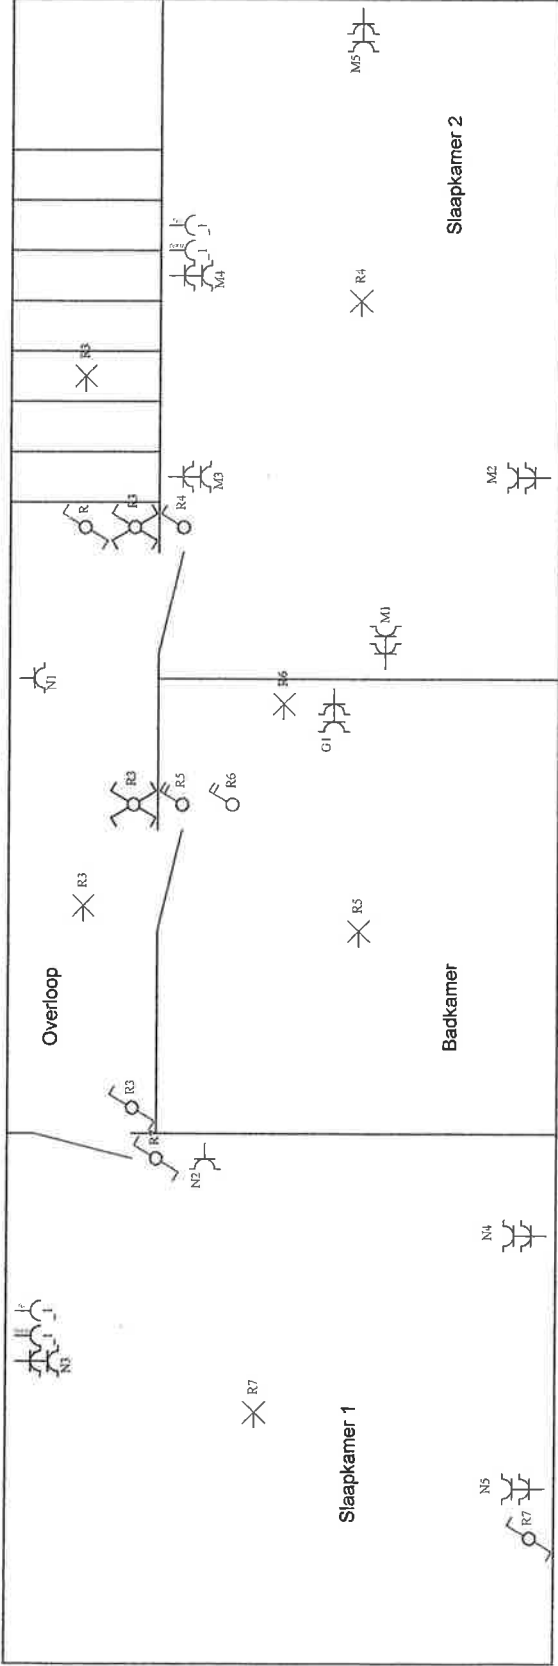 M5
Slaapkamer 2
M4
R4
R3
M3
M2
R
R3
R4
M1
N1
R6
G1
R3
R5
R6
R3
R5
Overloop
Badkamer
R3
N2
N4
N3
R7
Slaapkamer 1
N5
R7